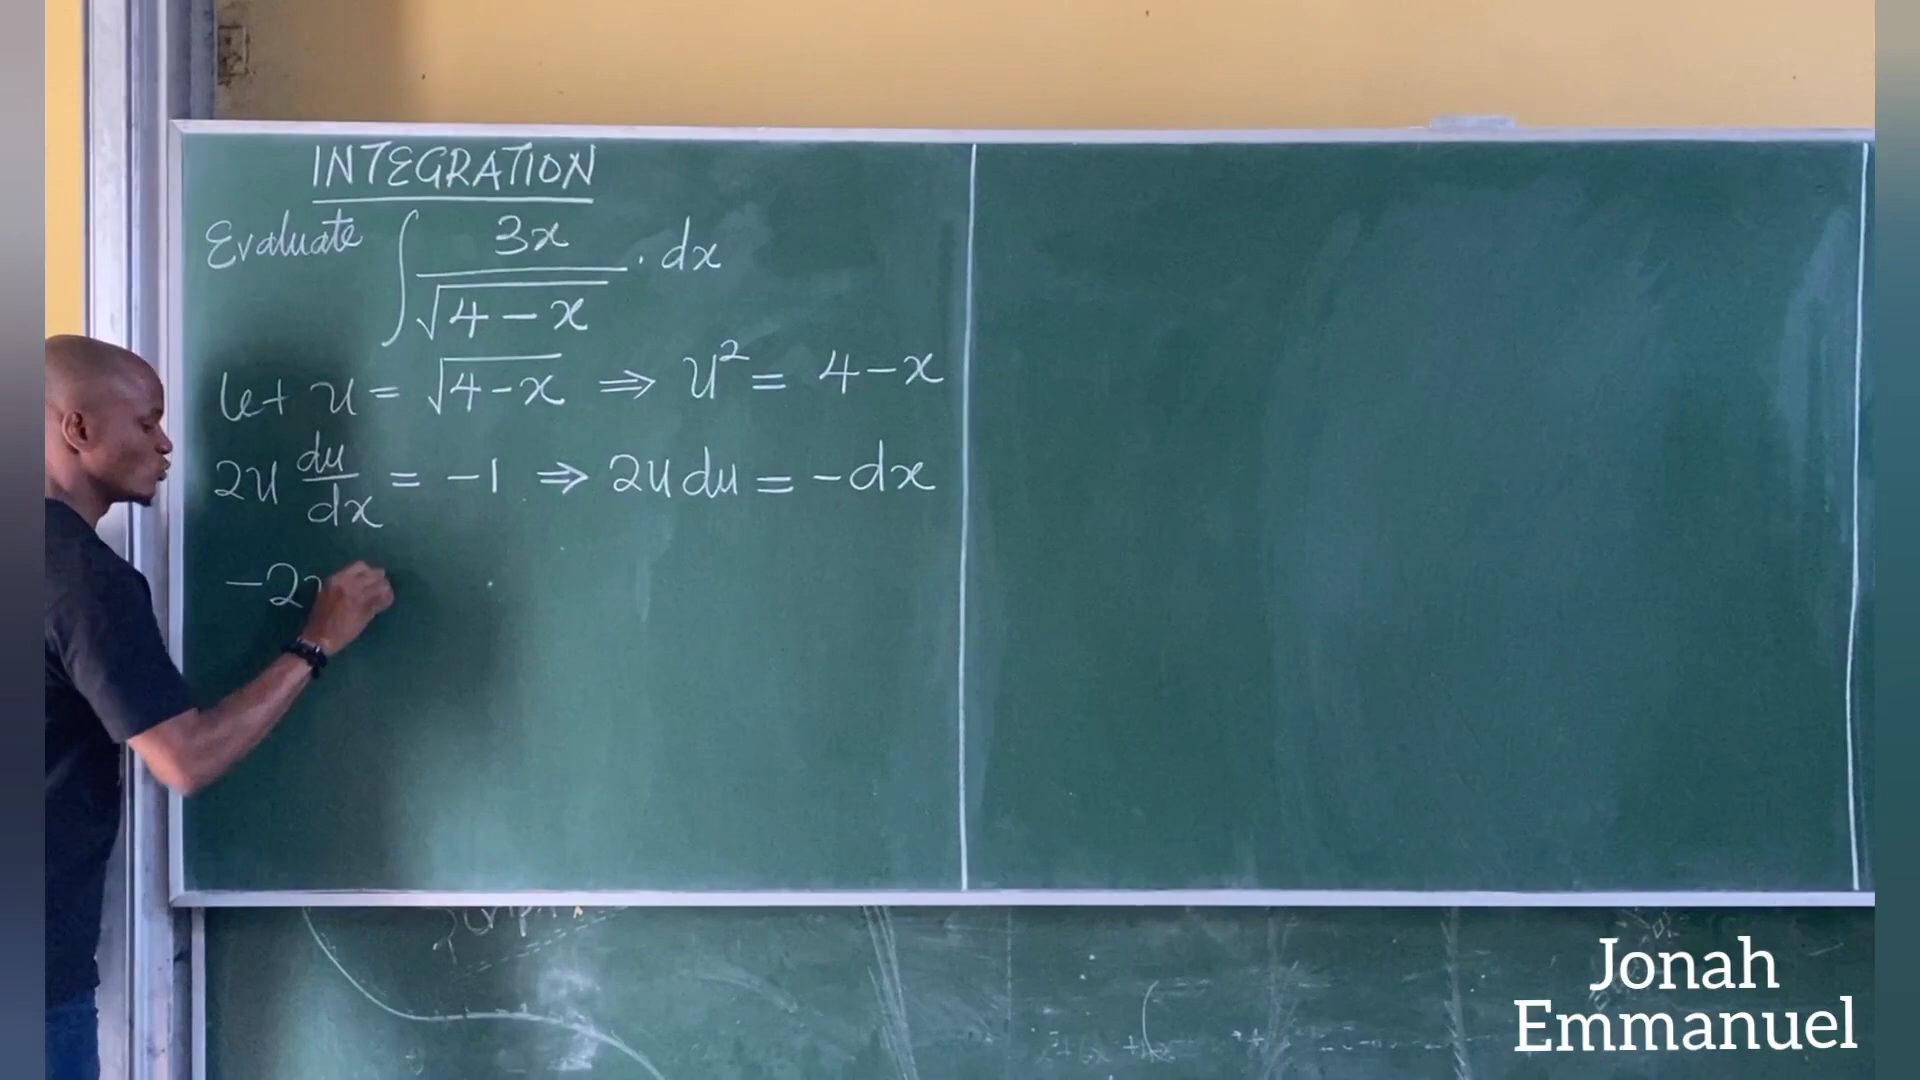 INTEGRATION
Evaluate ∫ 3x/√(4-x) · dx
let u = √(4-x) ⇒ u² = 4-x
2u du/dx = -1 ⇒ 2u du = -dx
-2
Jonah
Emmanuel